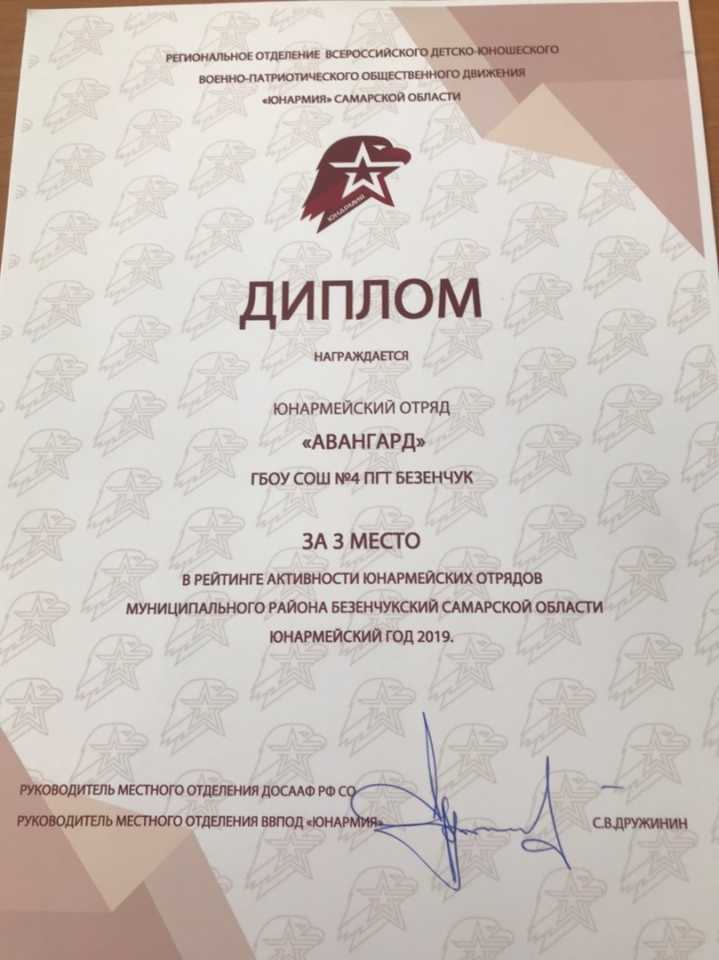 РЕГИОНАЛЬНОЕ ОТДЕЛЕНИЕ ВСЕРОССИЙСКОГО ДЕТСКО-ЮНОШЕСКОГО
ВОЕННО-ПАТРИОТИЧЕСКОГО ОБЩЕСТВЕННОГО ДВИЖЕНИЯ
«ЮНАРМИЯ» САМАРСКОЙ ОБЛАСТИ
ЮНАРМИЯ
ДИПЛОМ
НАГРАЖДАЕТСЯ
ЮНАРМЕЙСКИЙ ОТРЯД
«АВАНГАРД»
ГБОУ СОШ №4 ПГТ БЕЗЕНЧУК
ЗА 3 МЕСТО
В РЕЙТИНГЕ АКТИВНОСТИ ЮНАРМЕЙСКИХ ОТРЯДОВ
МУНИЦИПАЛЬНОГО РАЙОНА БЕЗЕНЧУКСКИЙ САМАРСКОЙ ОБЛАСТИ
ЮНАРМЕЙСКИЙ ГОД 2019.
РУКОВОДИТЕЛЬ МЕСТНОГО ОТДЕЛЕНИЯ ДОСААФ РФ СО
РУКОВОДИТЕЛЬ МЕСТНОГО ОТДЕЛЕНИЯ ВВПОД «ЮНАРМИЯ» С.В.ДРУЖИНИН